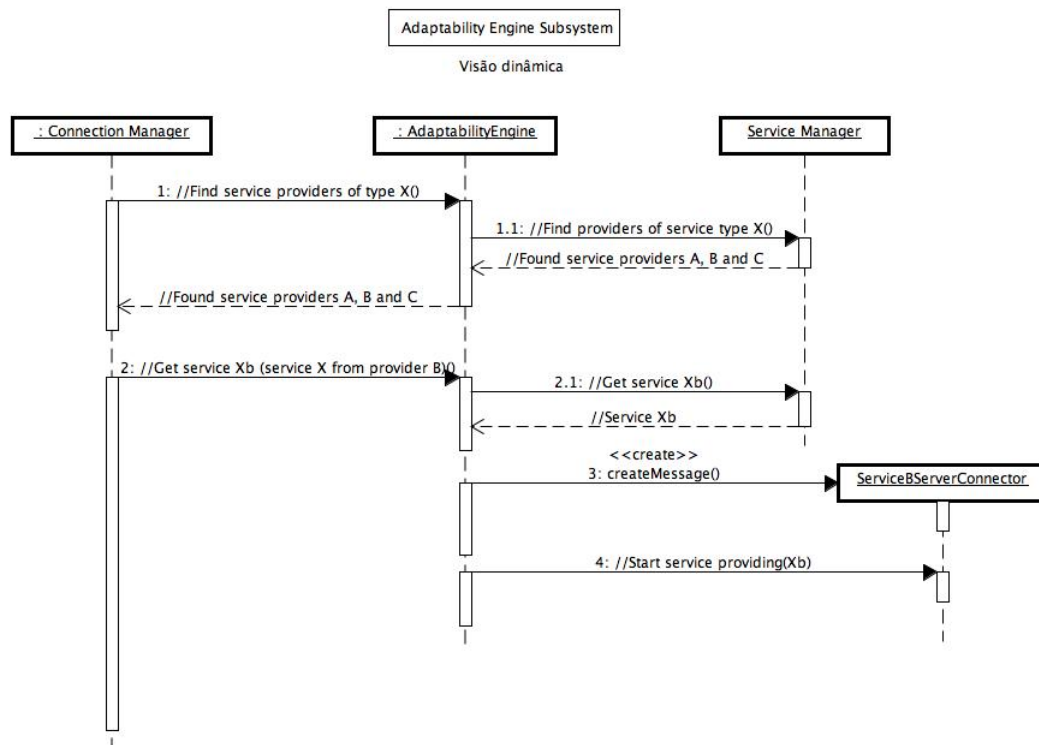 Adaptability Engine Subsystem
Visão dinâmica
: Connection Manager
: AdaptabilityEngine
Service Manager
1: //Find service providers of type X()
1.1: //Find providers of service type X()
//Found service providers A, B and C
//Found service providers A, B and C
2: //Get service Xb (service X from provider B)()
2.1: //Get service Xb()
//Service Xb
<<create>>
3: createMessage()
ServiceBServerConnector
4: //Start service providing(Xb)